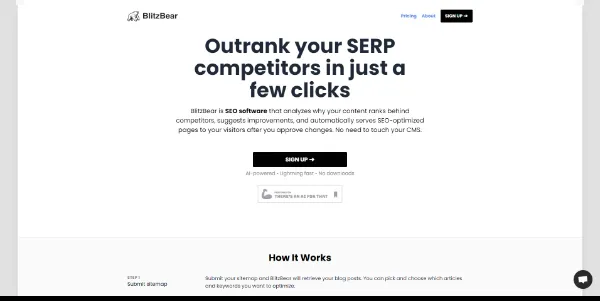 BlitzBear
Pricing
About
SIGN UP →
Outrank your SERP
competitors in just a
few clicks
BlitzBear is SEO software that analyzes why your content ranks behind
competitors, suggests improvements, and automatically serves SEO-optimized
pages to your visitors after you approve changes. No need to touch your CMS.
SIGN UP →
AI-powered • Lightning fast • No downloads
THERE'S AN AI FOR THAT
How It Works
STEP 1
Submit sitemap
Submit your sitemap and BlitzBear will retrieve your blog posts. You can pick and choose which articles
and keywords you want to optimize.